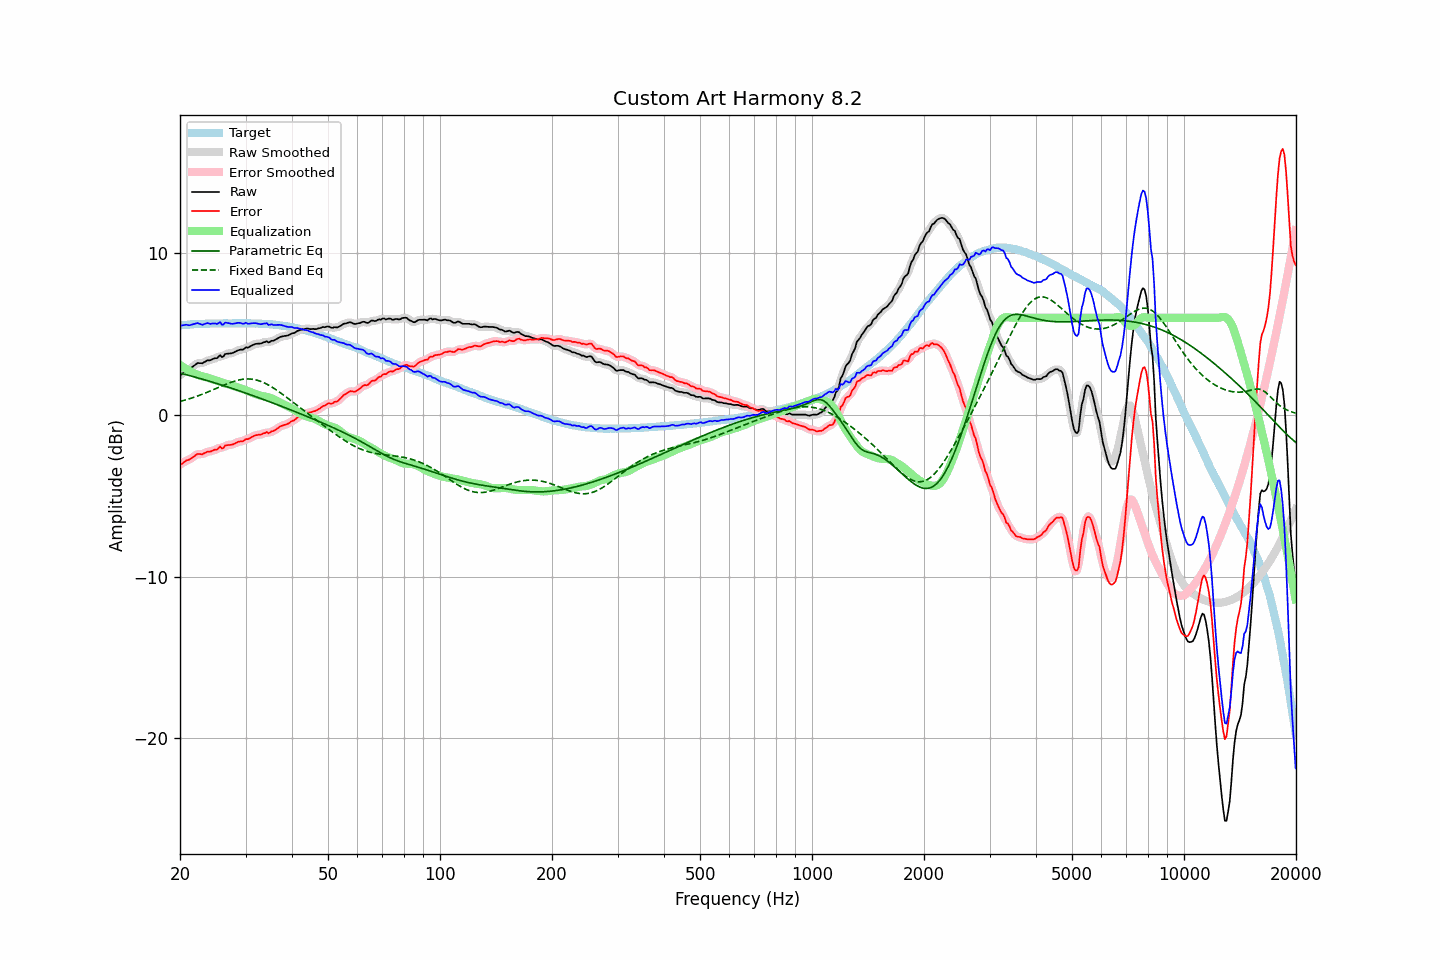 Custom Art Harmony 8.2
Target
Raw Smoothed
Error Smoothed
Raw
Error
Equalization
Parametric Eq
Fixed Band Eq
Equalized
Amplitude (dBr)
10
0
−10
−20
20 50 100 200 500 1000 2000 5000 10000 20000
Frequency (Hz)